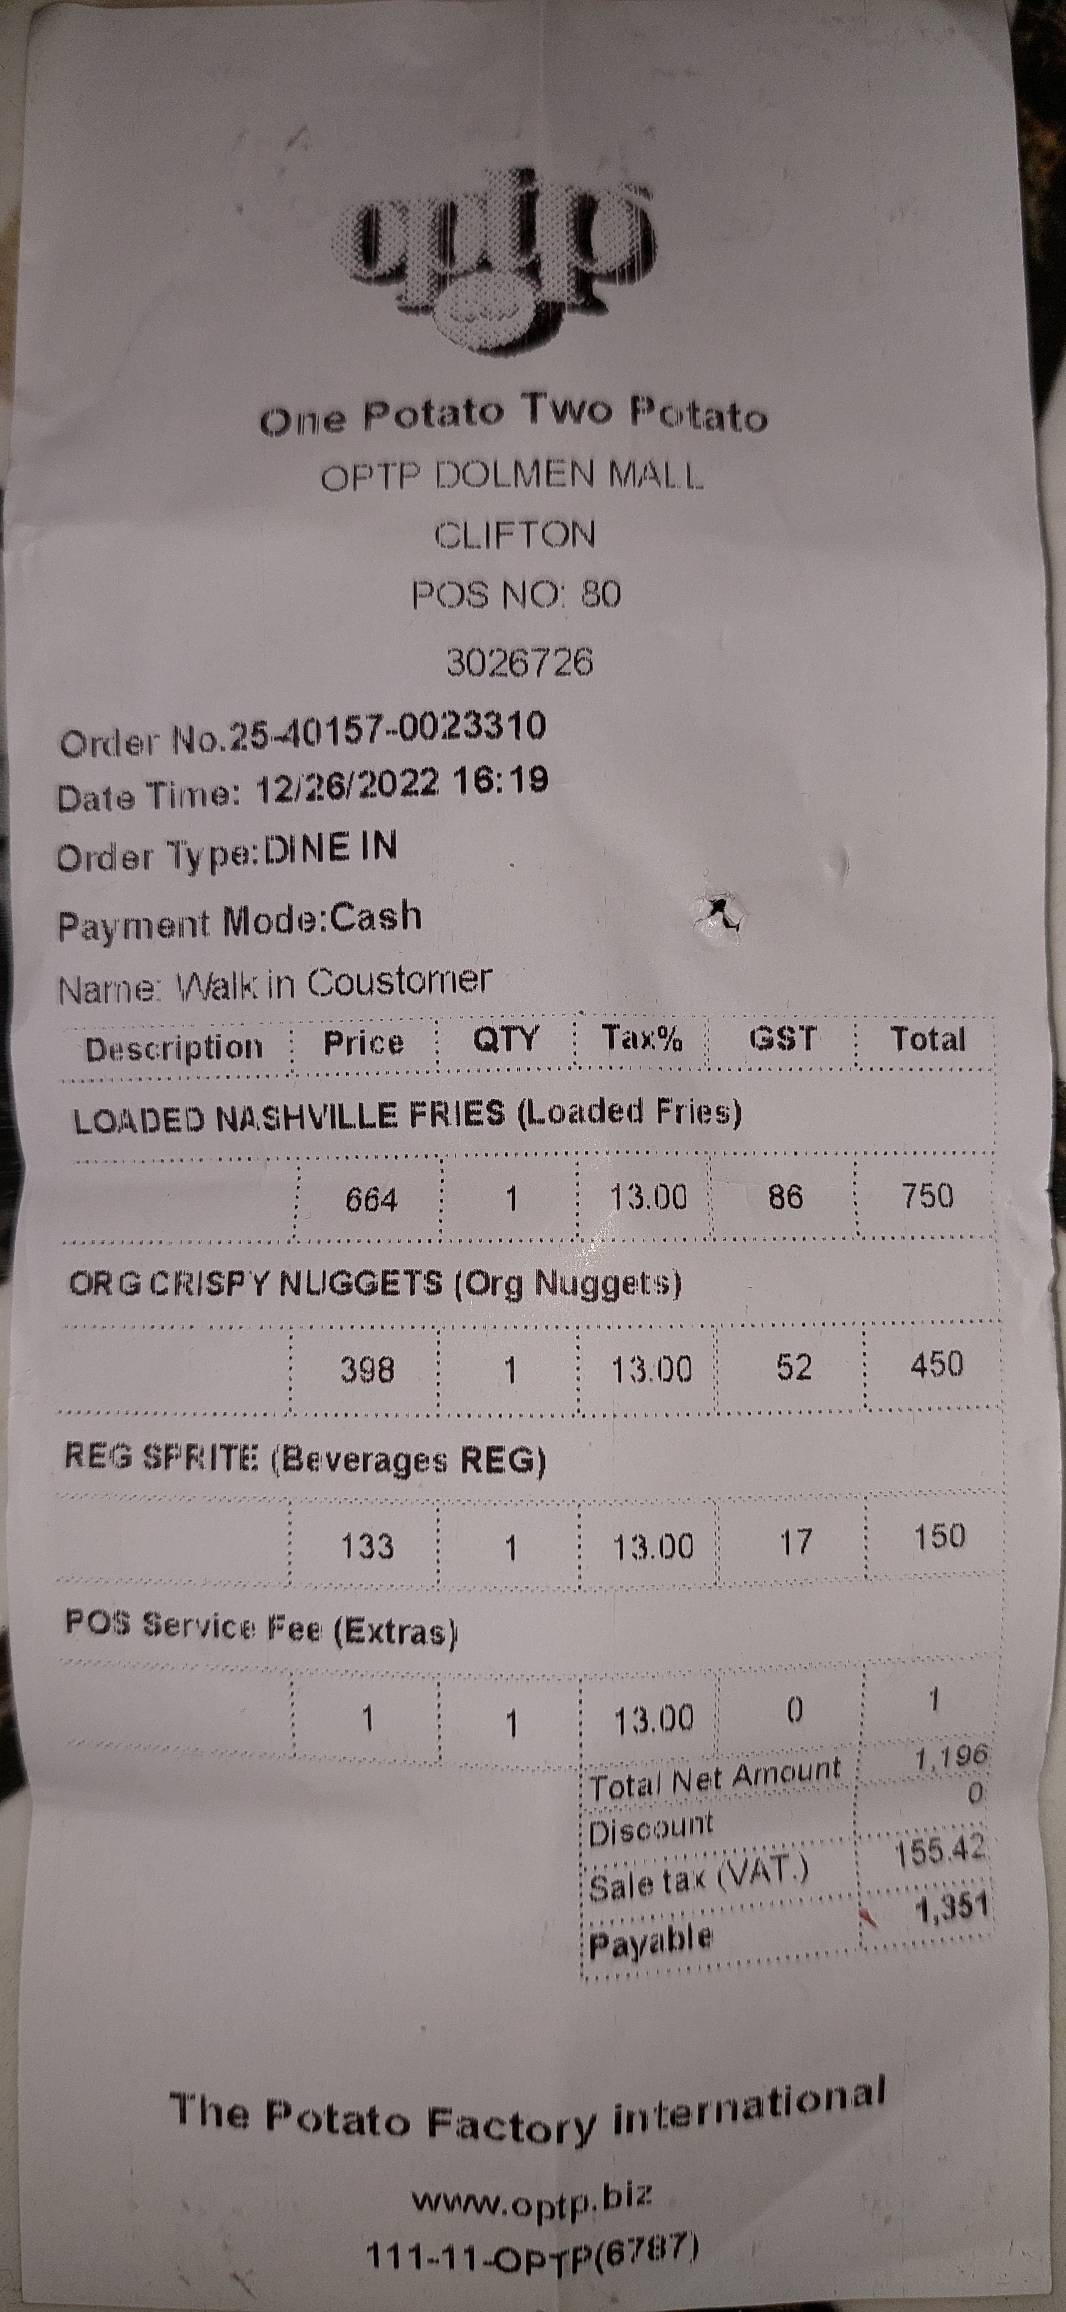 optp
One Potato Two Potato
OPTP DOLMEN MALL
CLIFTON
POS NO: 80
3026726
Order No.25-40157-0023310
Date Time: 12/26/2022 16:19
Order Type:DINE IN
Payment Mode:Cash
Name: Walk in Coustomer
Description Price QTY Tax% GST Total
LOADED NASHVILLE FRIES (Loaded Fries)
664 1 13.00 86 750
ORG CRISPY NUGGETS (Org Nuggets)
398 1 13.00 52 450
REG SPRITE (Beverages REG)
133 1 13.00 17 150
POS Service Fee (Extras)
1 1 13.00 0 1
Total Net Amount 1,196
Discount 0
Sale tax (VAT.) 155.42
Payable 1,351
The Potato Factory international
www.optp.biz
111-11-OPTP(6787)